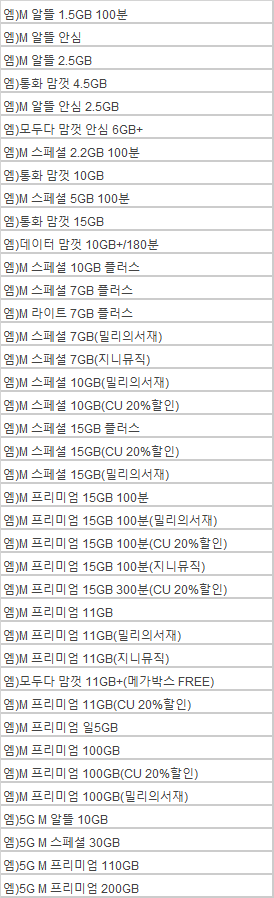 엠)M 알뜰 1.5GB 100분
엠)M 알뜰 안심
엠)M 알뜰 2.5GB
엠)통화 맘껏 4.5GB
엠)M 알뜰 안심 2.5GB
엠)모두다 맘껏 안심 6GB+
엠)M 스페셜 2.2GB 100분
엠)통화 맘껏 10GB
엠)M 스페셜 5GB 100분
엠)통화 맘껏 15GB
엠)데이터 맘껏 10GB+/180분
엠)M 스페셜 10GB 플러스
엠)M 스페셜 7GB 플러스
엠)M 라이트 7GB 플러스
엠)M 스페셜 7GB(밀리의서재)
엠)M 스페셜 7GB(지니뮤직)
엠)M 스페셜 10GB(밀리의서재)
엠)M 스페셜 10GB(CU 20%할인)
엠)M 스페셜 15GB 플러스
엠)M 스페셜 15GB(CU 20%할인)
엠)M 스페셜 15GB(밀리의서재)
엠)M 프리미엄 15GB 100분
엠)M 프리미엄 15GB 100분(밀리의서재)
엠)M 프리미엄 15GB 100분(CU 20%할인)
엠)M 프리미엄 15GB 100분(지니뮤직)
엠)M 프리미엄 15GB 300분(CU 20%할인)
엠)M 프리미엄 11GB
엠)M 프리미엄 11GB(밀리의서재)
엠)M 프리미엄 11GB(지니뮤직)
엠)모두다 맘껏 11GB+(메가박스 FREE)
엠)M 프리미엄 11GB(CU 20%할인)
엠)M 프리미엄 일5GB
엠)M 프리미엄 100GB
엠)M 프리미엄 100GB(CU 20%할인)
엠)M 프리미엄 100GB(밀리의서재)
엠)5G M 알뜰 10GB
엠)5G M 스페셜 30GB
엠)5G M 프리미엄 110GB
엠)5G M 프리미엄 200GB